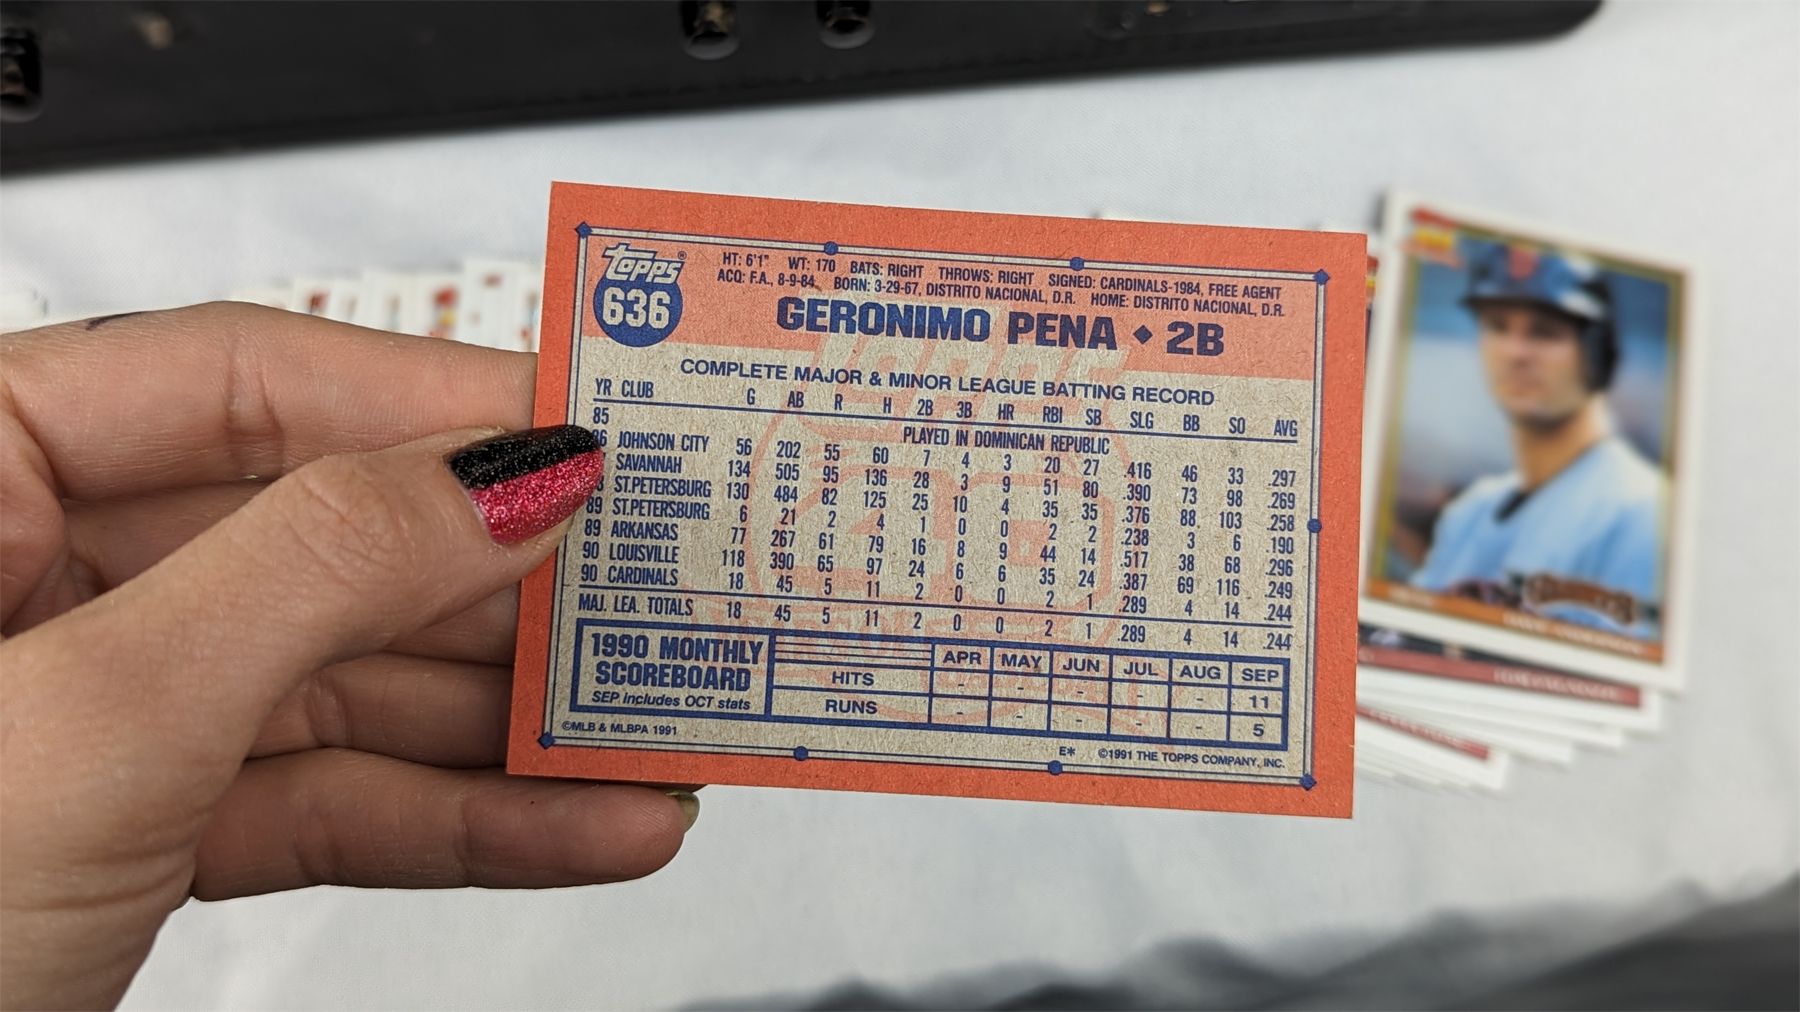 topps®
636
HT: 6'1" WT: 170 BATS: RIGHT THROWS: RIGHT SIGNED: CARDINALS-1984, FREE AGENT
ACQ: F.A., 8-9-84 BORN: 3-29-67, DISTRITO NACIONAL, D.R. HOME: DISTRITO NACIONAL, D.R.
GERONIMO PENA ◆ 2B
COMPLETE MAJOR & MINOR LEAGUE BATTING RECORD
YR CLUB G AB R H 2B 3B HR RBI SB SLG BB SO AVG
85 PLAYED IN DOMINICAN REPUBLIC
86 JOHNSON CITY 56 202 55 60 7 4 3 20 27 .416 46 33 .297
SAVANNAH 134 505 95 136 28 3 9 51 80 .390 73 98 .269
ST.PETERSBURG 130 484 82 125 25 10 4 35 35 .376 88 103 .258
89 ST.PETERSBURG 6 21 2 4 1 0 0 2 2 .238 3 6 .190
89 ARKANSAS 77 267 61 79 16 8 9 44 14 .517 38 68 .296
90 LOUISVILLE 118 390 65 97 24 6 6 35 24 .387 69 116 .249
90 CARDINALS 18 45 5 11 2 0 0 2 1 .289 4 14 .244
MAJ. LEA. TOTALS 18 45 5 11 2 0 0 2 1 .289 4 14 .244
1990 MONTHLY
SCOREBOARD
SEP includes OCT stats
APR MAY JUN JUL AUG SEP
HITS - - - - - 11
RUNS - - - - - 5
©MLB & MLBPA 1991
E* ©1991 THE TOPPS COMPANY, INC.